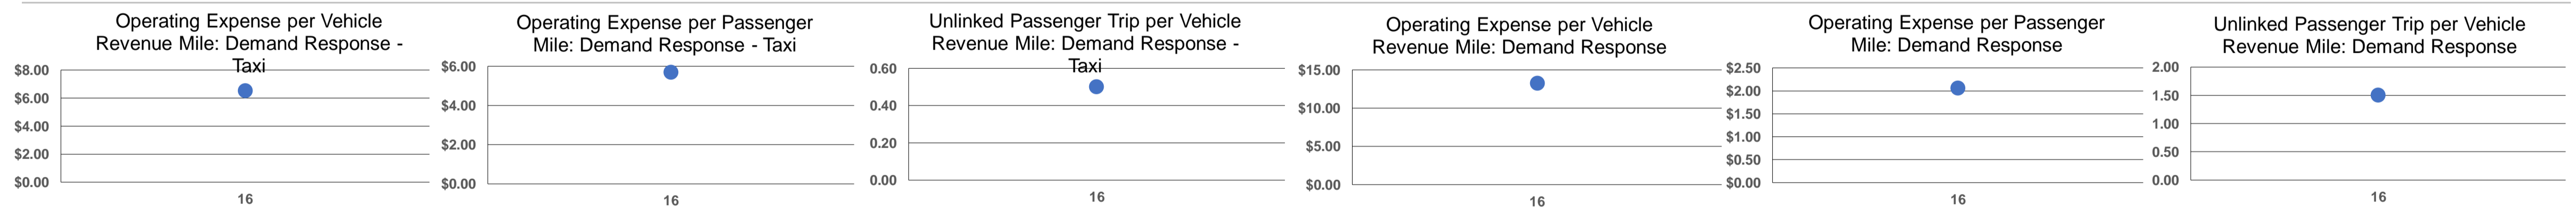 Operating Expense per Vehicle
Revenue Mile: Demand Response -
Taxi
$8.00
$6.00
$4.00
$2.00
$0.00
16
Operating Expense per Passenger
Mile: Demand Response - Taxi
$6.00
$4.00
$2.00
$0.00
16
Unlinked Passenger Trip per Vehicle
Revenue Mile: Demand Response -
Taxi
0.60
0.40
0.20
0.00
16
Operating Expense per Vehicle
Revenue Mile: Demand Response
$15.00
$10.00
$5.00
$0.00
16
Operating Expense per Passenger
Mile: Demand Response
$2.50
$2.00
$1.50
$1.00
$0.50
$0.00
16
Unlinked Passenger Trip per Vehicle
Revenue Mile: Demand Response
2.00
1.50
1.00
0.50
0.00
16